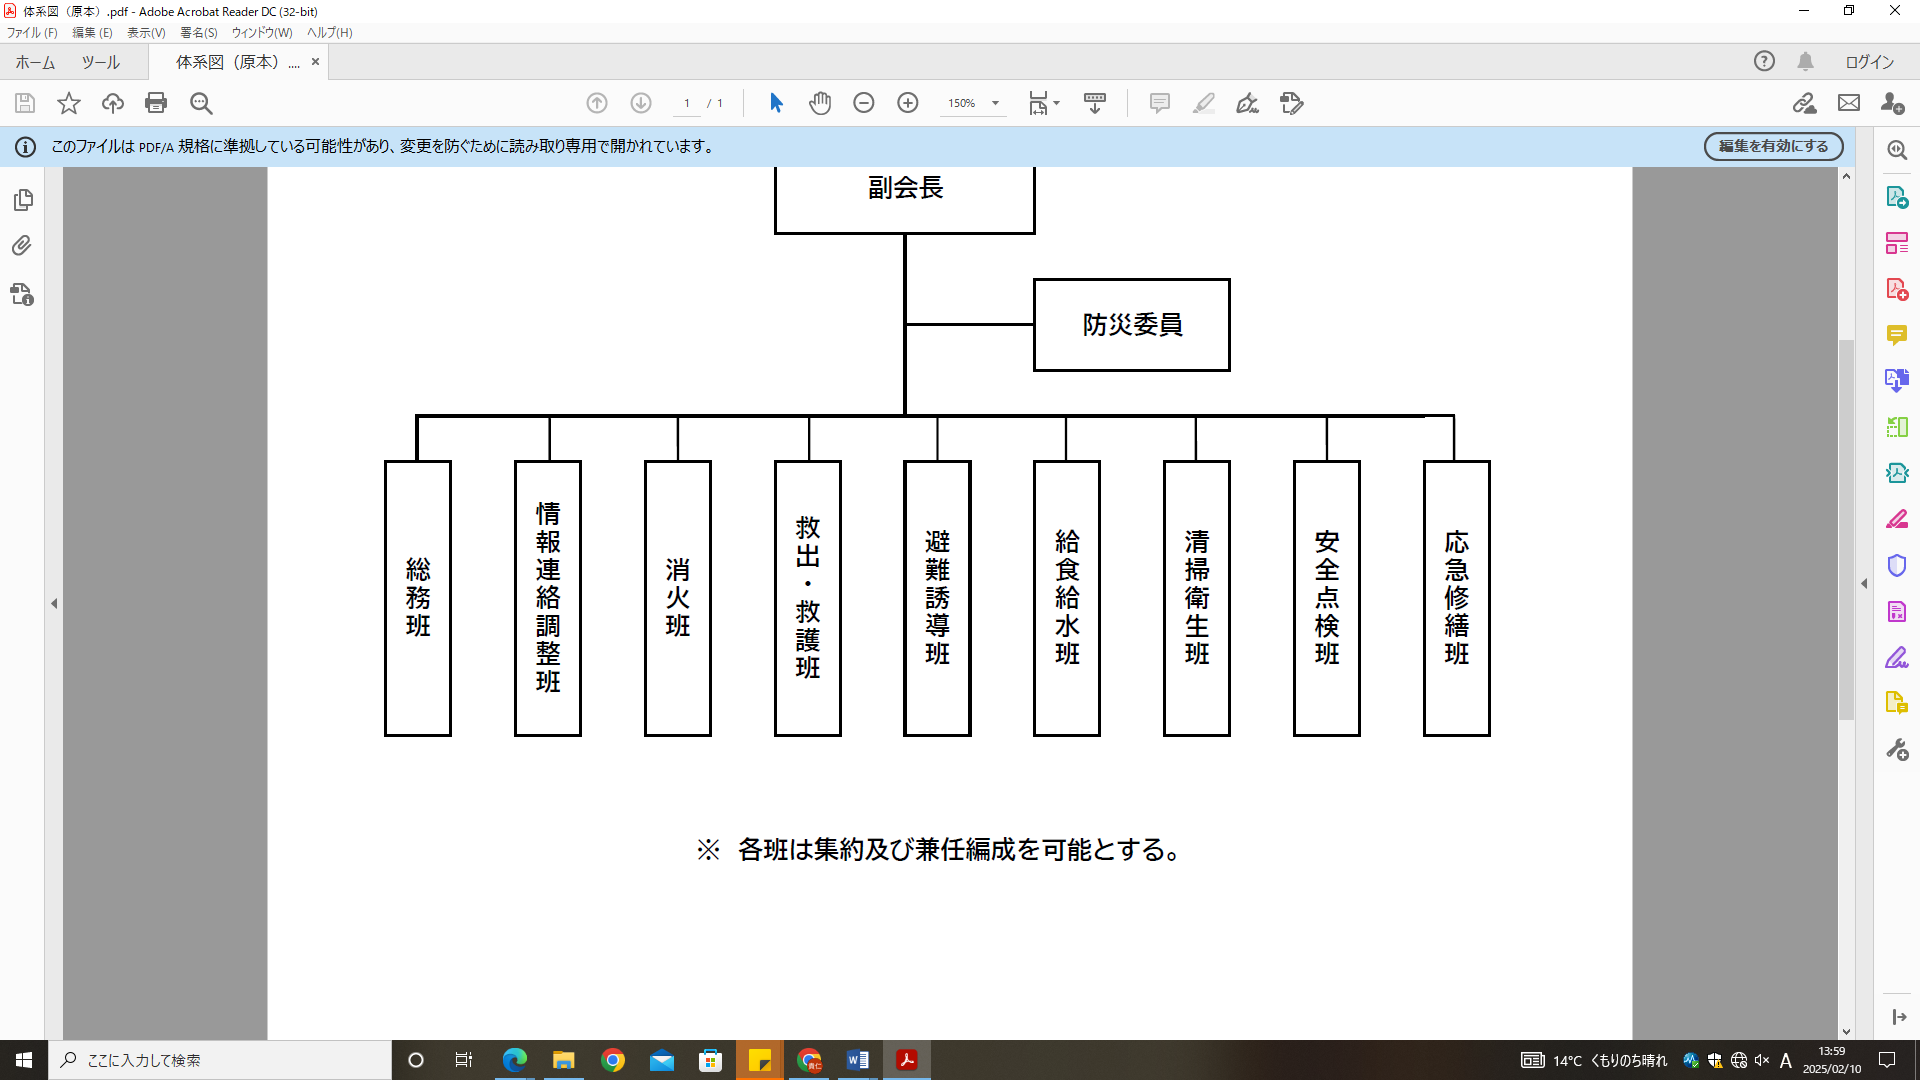 体系図（原本）.pdf - Adobe Acrobat Reader DC (32-bit)
ファイル(F) 編集(E) 表示(V) 署名(S) ウィンドウ(W) ヘルプ(H)
ホーム ツール 体系図（原本）.... × ログイン
1 / 1 150%
このファイルは PDF/A 規格に準拠している可能性があり、変更を防ぐために読み取り専用で開かれています。 編集を有効にする
副会長
防災委員
総務班
情報連絡調整班
消火班
救出・救護班
避難誘導班
給食給水班
清掃衛生班
安全点検班
応急修繕班
※ 各班は集約及び兼任編成を可能とする。
ここに入力して検索
14°C くもりのち晴れ A 13:59
2025/02/10